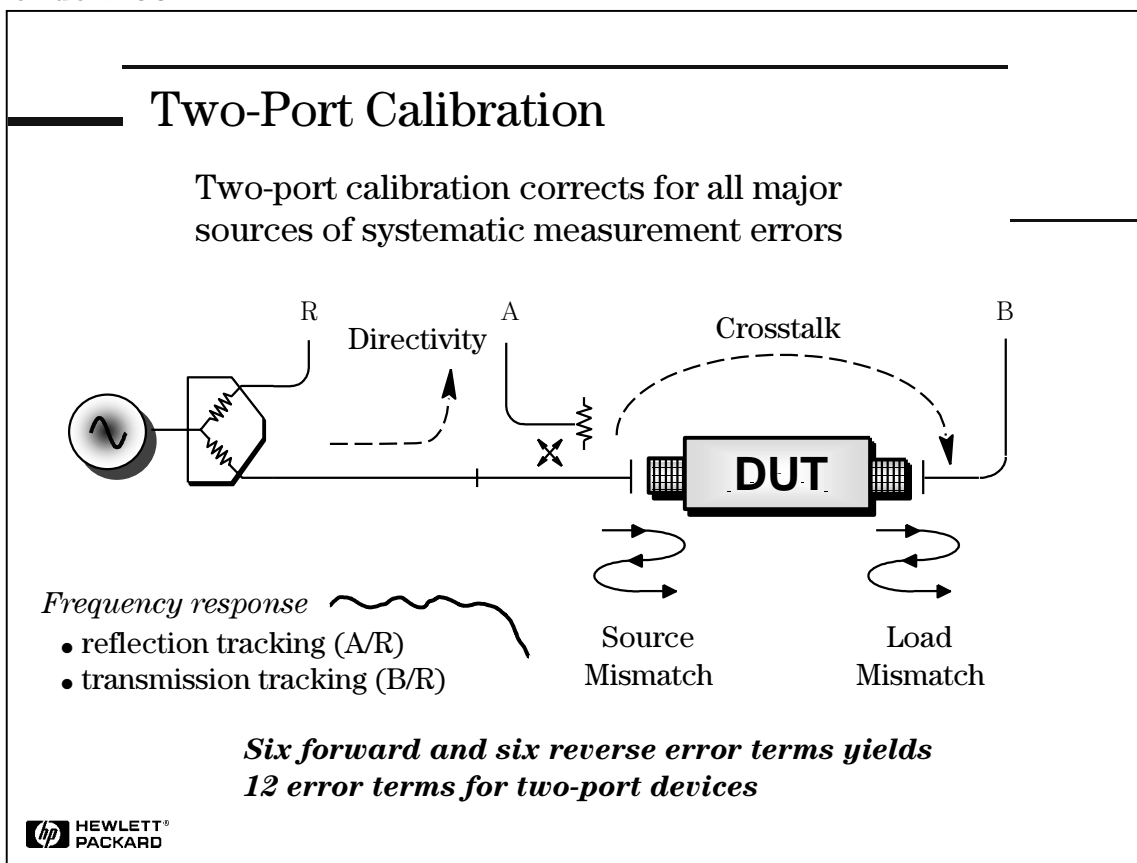 Two-Port Calibration
Two-port calibration corrects for all major
sources of systematic measurement errors
R
Directivity
A
Crosstalk
B
DUT
Frequency response
• reflection tracking (A/R)
• transmission tracking (B/R)
Source
Mismatch
Load
Mismatch
Six forward and six reverse error terms yields
12 error terms for two-port devices
hp HEWLETT®
PACKARD